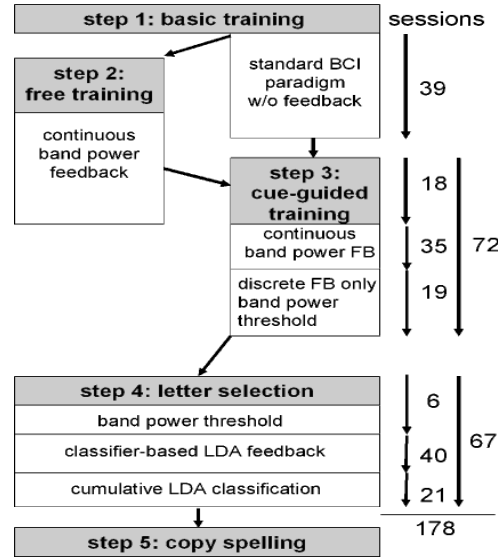 step 1: basic training
sessions
step 2:
free training
continuous
band power
feedback
standard BCI
paradigm
w/o feedback
39
step 3:
cue-guided
training
continuous
band power FB
discrete FB only
band power
threshold
18
35
19
72
step 4: letter selection
band power threshold
classifier-based LDA feedback
cumulative LDA classification
6
40
21
67
178
step 5: copy spelling